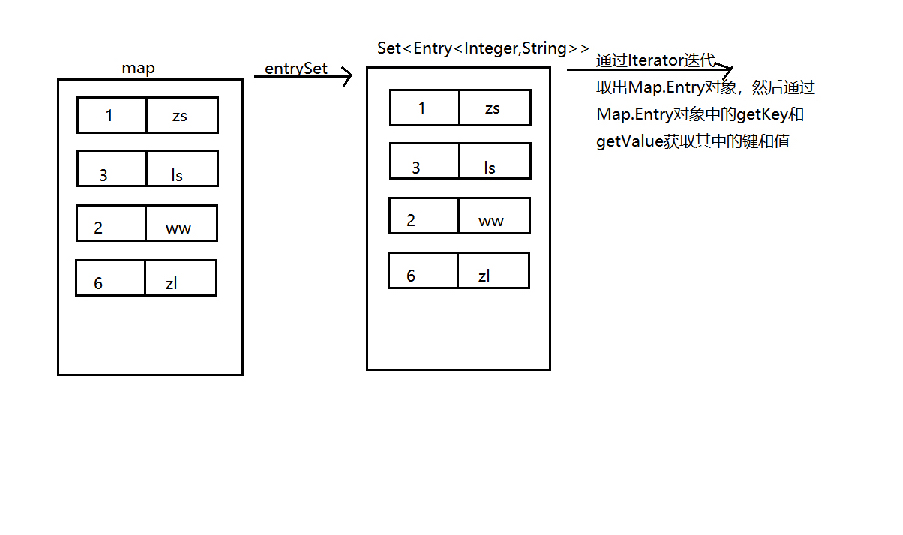 map
entrySet
Set<Entry<Integer,String>>
通过Iterator迭代
取出Map.Entry对象，然后通过
Map.Entry对象中的getKey和
getValue获取其中的键和值
1 zs
3 ls
2 ww
6 zl
1 zs
3 ls
2 ww
6 zl